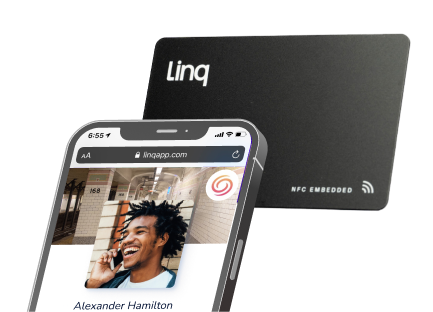 Linq
NFC EMBEDDED
6:55
AA
linqapp.com
168
Alexander Hamilton